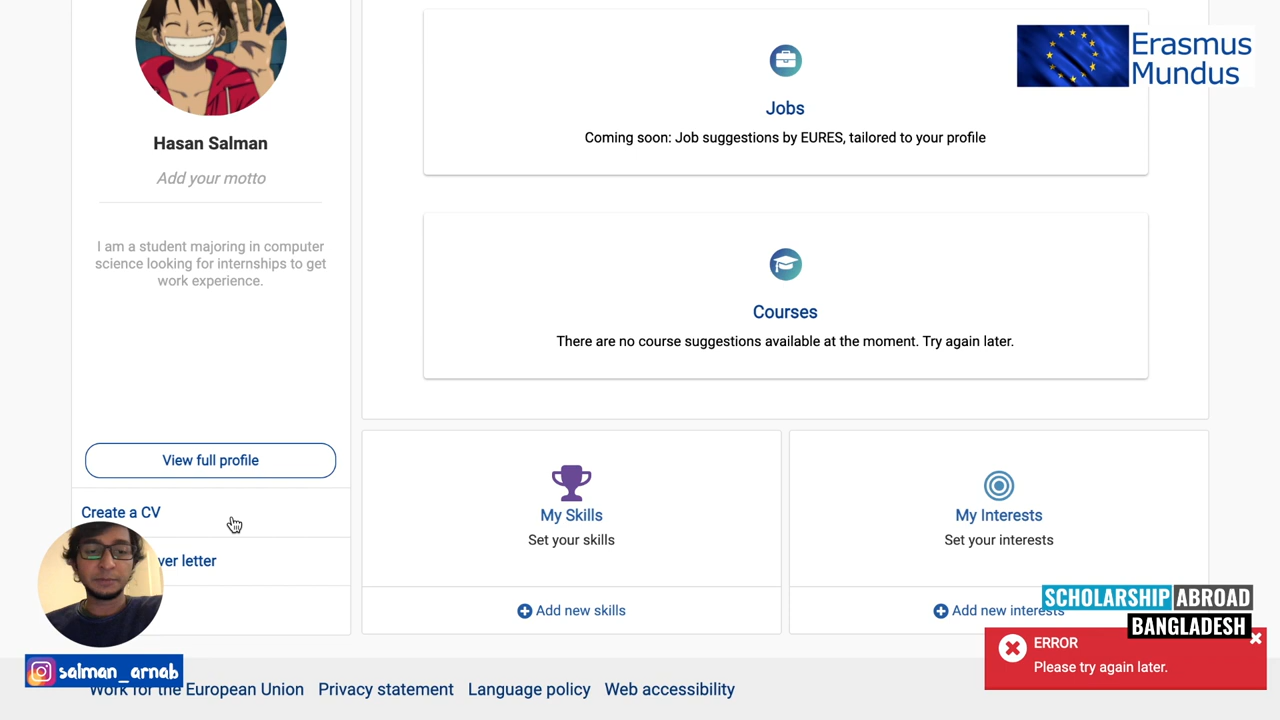 Erasmus
Mundus
Jobs
Coming soon: Job suggestions by EURES, tailored to your profile
Hasan Salman
Add your motto
I am a student majoring in computer
science looking for internships to get
work experience.
Courses
There are no course suggestions available at the moment. Try again later.
View full profile
Create a CV
ver letter
My Skills
Set your skills
Add new skills
My Interests
Set your interests
Add new interests
SCHOLARSHIP ABROAD
BANGLADESH
ERROR
Please try again later.
salman_arnab
Work for the European Union Privacy statement Language policy Web accessibility